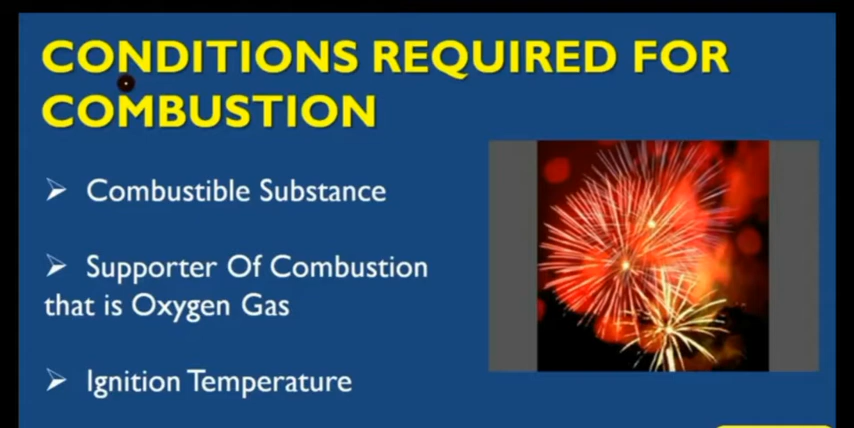 CONDITIONS REQUIRED FOR
COMBUSTION
➢ Combustible Substance
➢ Supporter Of Combustion
that is Oxygen Gas
➢ Ignition Temperature